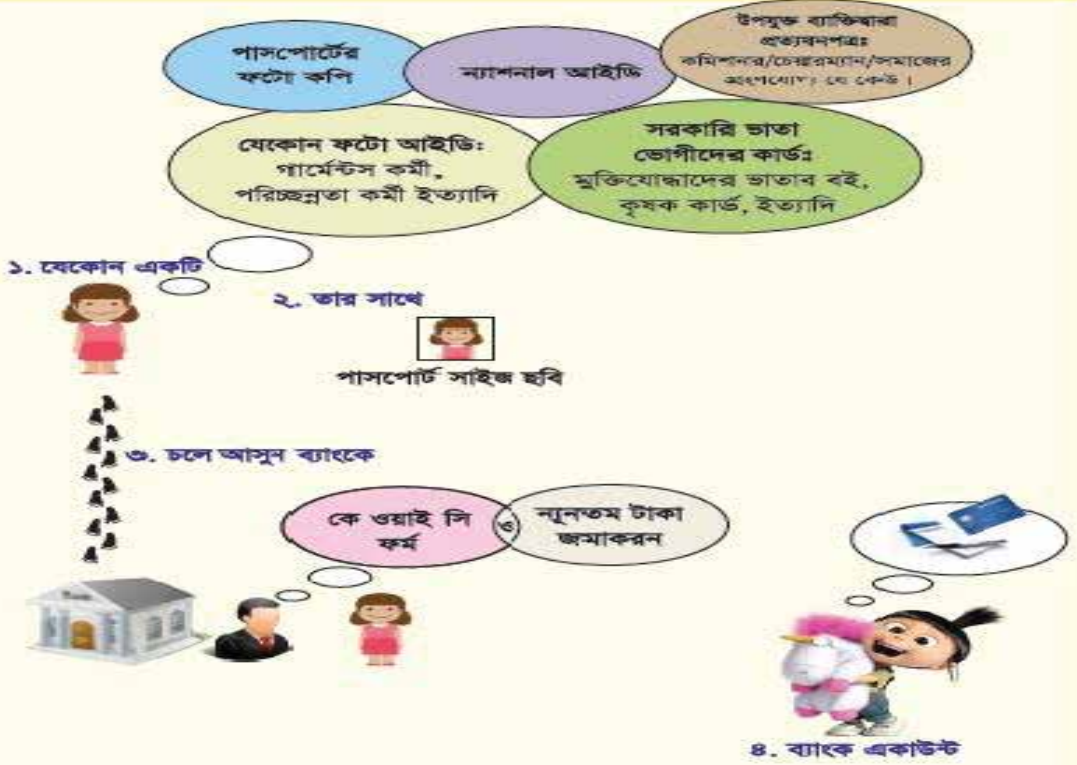 পাসপোর্টের
ফটো কপি
ন্যাশনাল আইডি
উপযুক্ত ব্যাক্তিদ্বারা
প্রত্যয়নপত্রঃ
কমিশনার/চেয়ারম্যান/সমাজের
যে কেউ।
যেকোন ফটো আইডিঃ
গার্মেন্টস কর্মী,
পরিচ্ছন্নতা কর্মী ইত্যাদি
সরকারি ভাতা
ভোগীদের কার্ডঃ
মুক্তিযোদ্ধাদের ভাতার বই,
কৃষক কার্ড, ইত্যাদি
১. যেকোন একটি
২. তার সাথে
পাসপোর্ট সাইজ ছবি
৩. চলে আসুন ব্যাংকে
কে ওয়াই সি
ফর্ম
ও
ন্যূনতম টাকা
জমাকরন
৪. ব্যাংক একাউন্ট